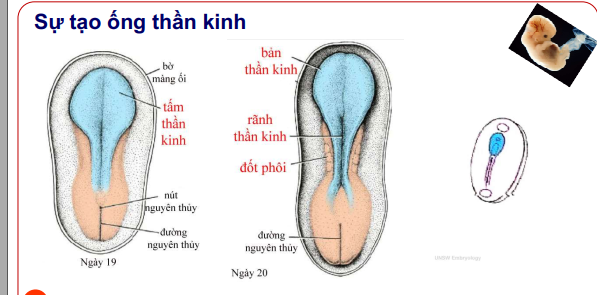 Sự tạo ống thần kinh
bờ
màng ối
tấm
thần
kinh
nút
nguyên thủy
đường
nguyên thủy
Ngày 19
bản
thần kinh
rãnh
thần kinh
đốt phôi
đường
nguyên thủy
Ngày 20
UNSW Embryology